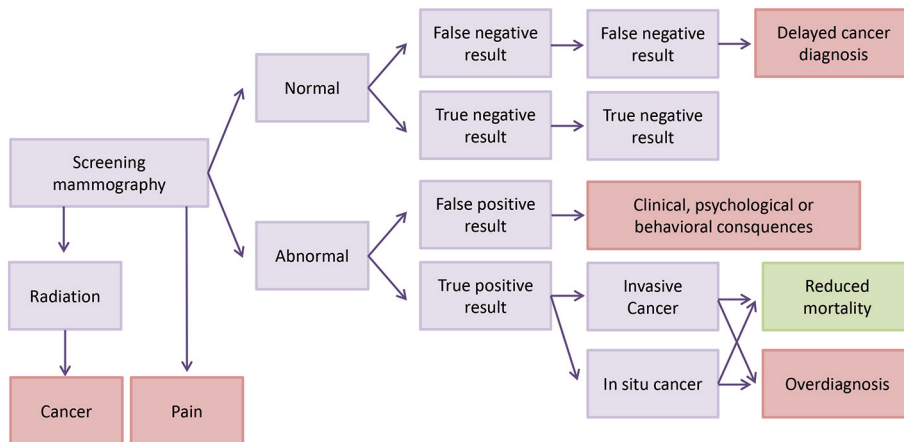 False negative
result
False negative
result
Delayed cancer
diagnosis
Normal
True negative
result
True negative
result
Screening
mammography
False positive
result
Clinical, psychological or
behavioral consquences
Abnormal
True positive
result
Invasive
Cancer
Reduced
mortality
Radiation
In situ cancer
Overdiagnosis
Cancer
Pain